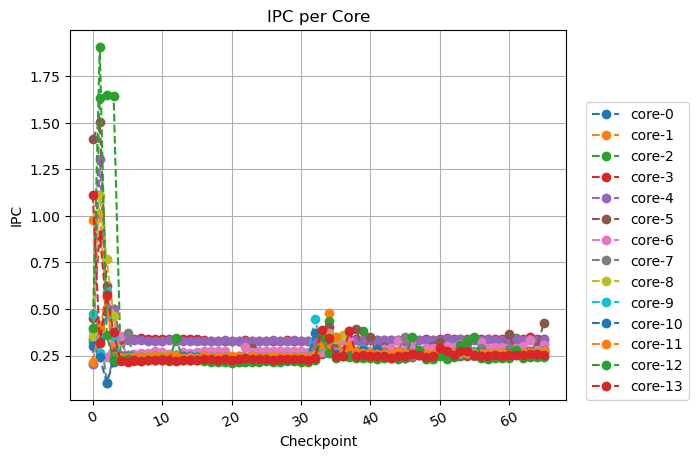 IPC per Core
IPC
1.75
1.50
1.25
1.00
0.75
0.50
0.25
0
10
20
30
40
50
60
Checkpoint
core-0
core-1
core-2
core-3
core-4
core-5
core-6
core-7
core-8
core-9
core-10
core-11
core-12
core-13